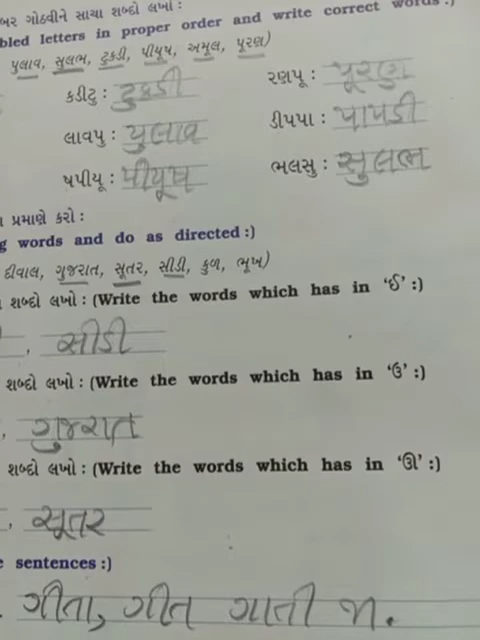 બર ગોઠવીને સાચા શબ્દો લખો :
bled letters in proper order and write correct words :)
પુલાવ, સુલભ, ટુકડી, પીયૂષ, અમૂલ, પૂરણ)
કડીટુ : ટુકડી રણપૂ : પૂરણ
લાવપુ : પુલાવ ડીપપા : પાપડી
ષપીયૂ : પીયૂષ ભલસુ : સુલભ
પ્રમાણે કરો :
g words and do as directed :)
દીવાલ, ગુજરાત, સૂતર, સીડી, કુળ, ભૂખ)
શબ્દો લખો : (Write the words which has in ‘ઈ’ :)
, સીડી
શબ્દો લખો : (Write the words which has in ‘ઉ’ :)
, ગુજરાત
શબ્દો લખો : (Write the words which has in ‘ઊ’ :)
, સૂતર
e sentences :)
ગીતા, ગીત ગાતી જા.